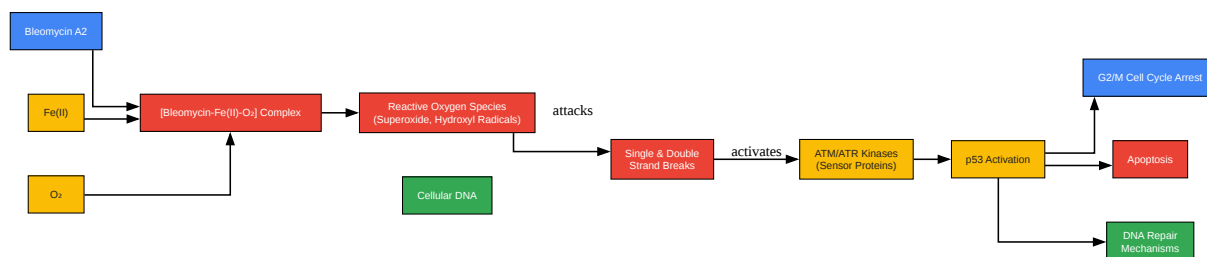 Bleomycin A2
Fe(II)
O₂
[Bleomycin-Fe(II)-O₂] Complex
Reactive Oxygen Species
(Superoxide, Hydroxyl Radicals)
attacks
Cellular DNA
Single & Double
Strand Breaks
activates
ATM/ATR Kinases
(Sensor Proteins)
p53 Activation
G2/M Cell Cycle Arrest
Apoptosis
DNA Repair
Mechanisms